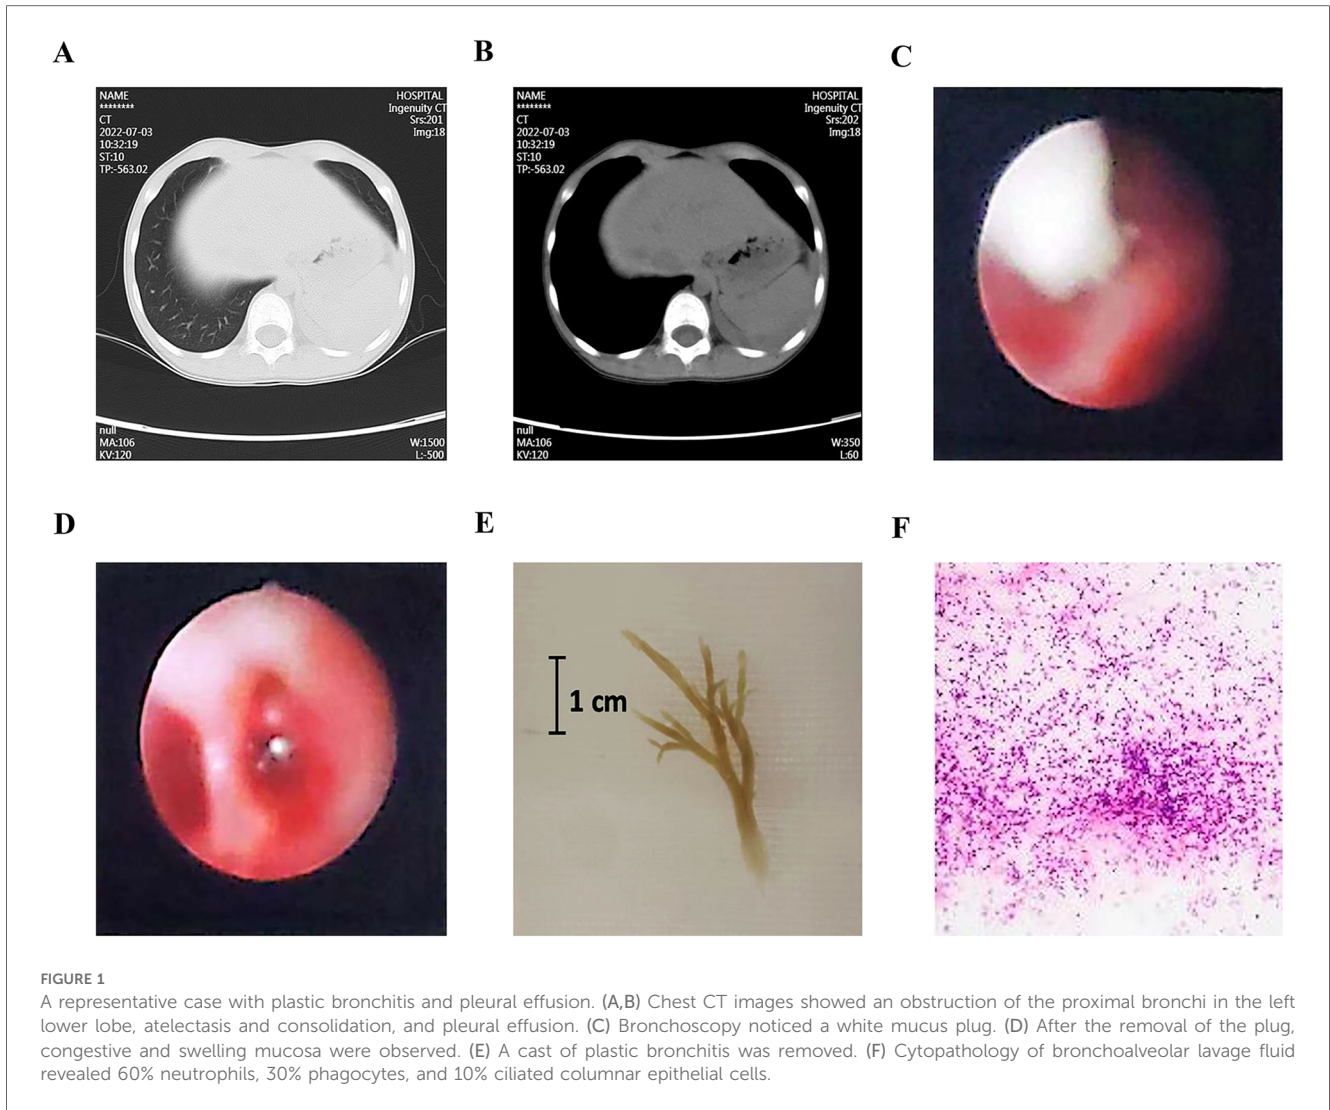 A
B
C
NAME
********
CT
2022-07-03
10:32:19
ST:10
TP:-563.02
HOSPITAL
Ingenuity CT
Srs:201
Img:18
null
MA:106
KV:120
W:1500
L:-500
NAME
********
CT
2022-07-03
10:32:19
ST:10
TP:-563.02
HOSPITAL
Ingenuity CT
Srs:202
Img:18
null
MA:106
KV:120
W:350
L:60
D
E
F
1 cm
FIGURE 1
A representative case with plastic bronchitis and pleural effusion. (A,B) Chest CT images showed an obstruction of the proximal bronchi in the left
lower lobe, atelectasis and consolidation, and pleural effusion. (C) Bronchoscopy noticed a white mucus plug. (D) After the removal of the plug,
congestive and swelling mucosa were observed. (E) A cast of plastic bronchitis was removed. (F) Cytopathology of bronchoalveolar lavage fluid
revealed 60% neutrophils, 30% phagocytes, and 10% ciliated columnar epithelial cells.